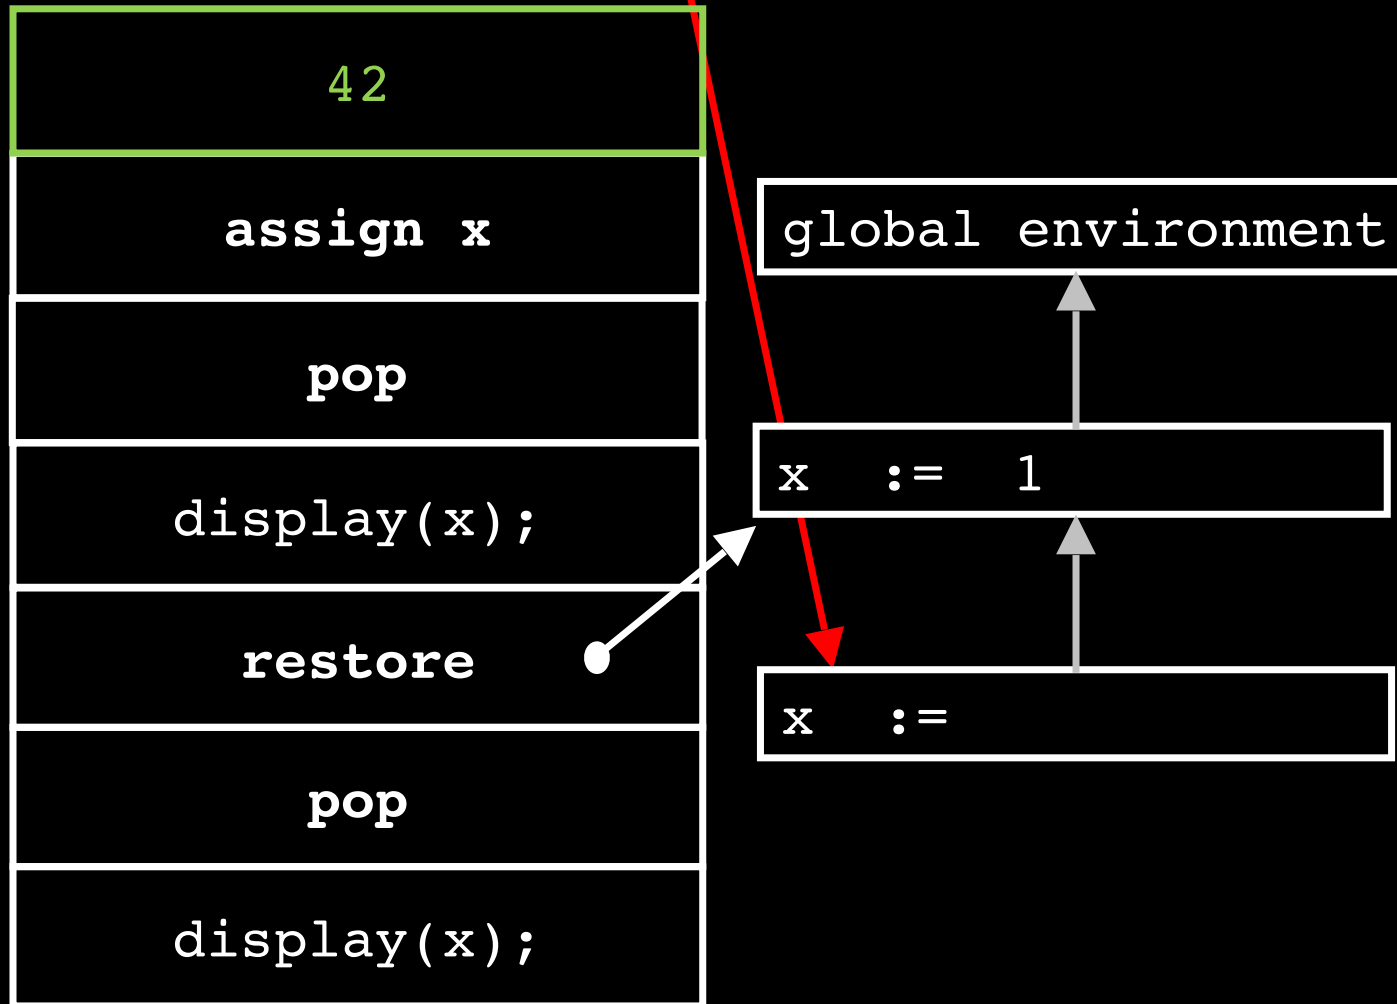 42
assign x
pop
display(x);
restore
pop
display(x);
global environment
x := 1
x :=